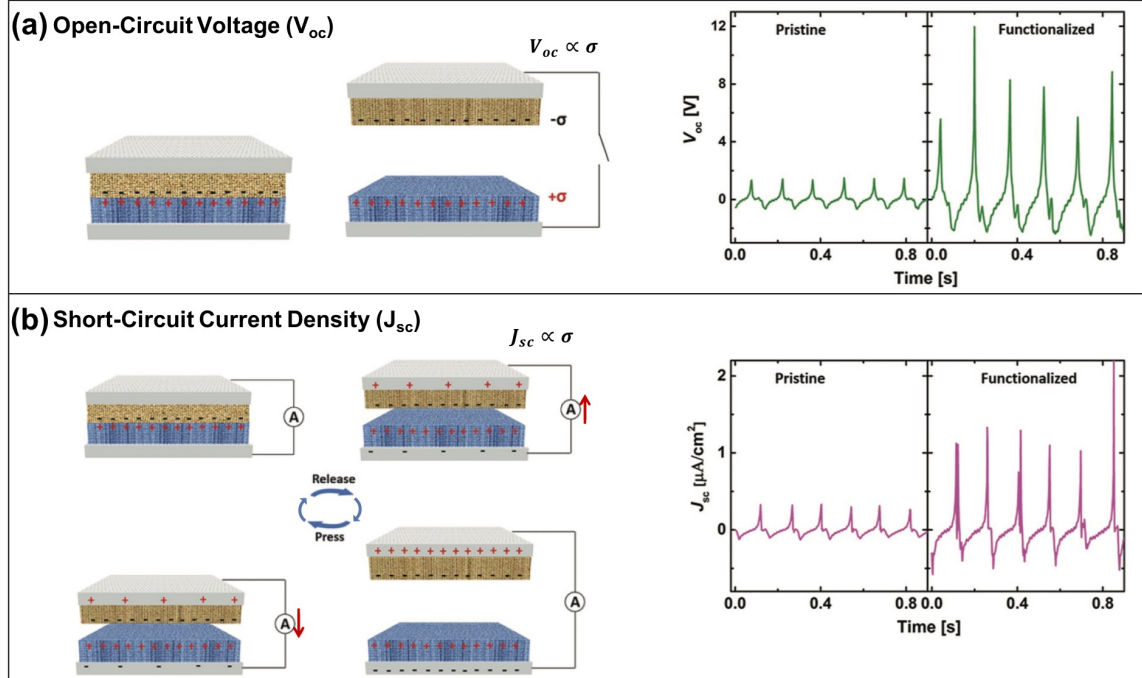 (a) Open-Circuit Voltage (Voc)
Voc ∝ σ
-σ
+σ
Pristine
Functionalized
Voc [V]
12
8
4
0
0.0
0.4
0.8
0.0
0.4
0.8
Time [s]
(b) Short-Circuit Current Density (Jsc)
Jsc ∝ σ
A
A
Release
Press
A
A
Pristine
Functionalized
Jsc [µA/cm²]
2
1
0
0.0
0.4
0.8
0.0
0.4
0.8
Time [s]